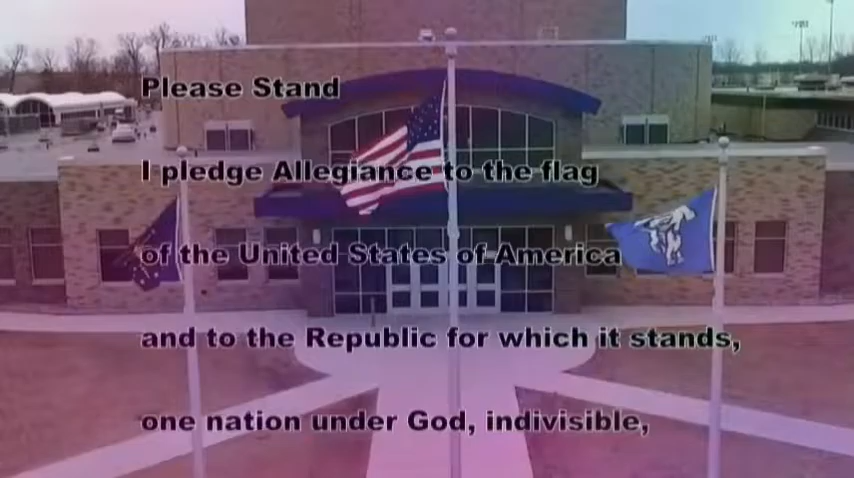 Please Stand
I pledge Allegiance to the flag
of the United States of America
and to the Republic for which it stands,
one nation under God, indivisible,